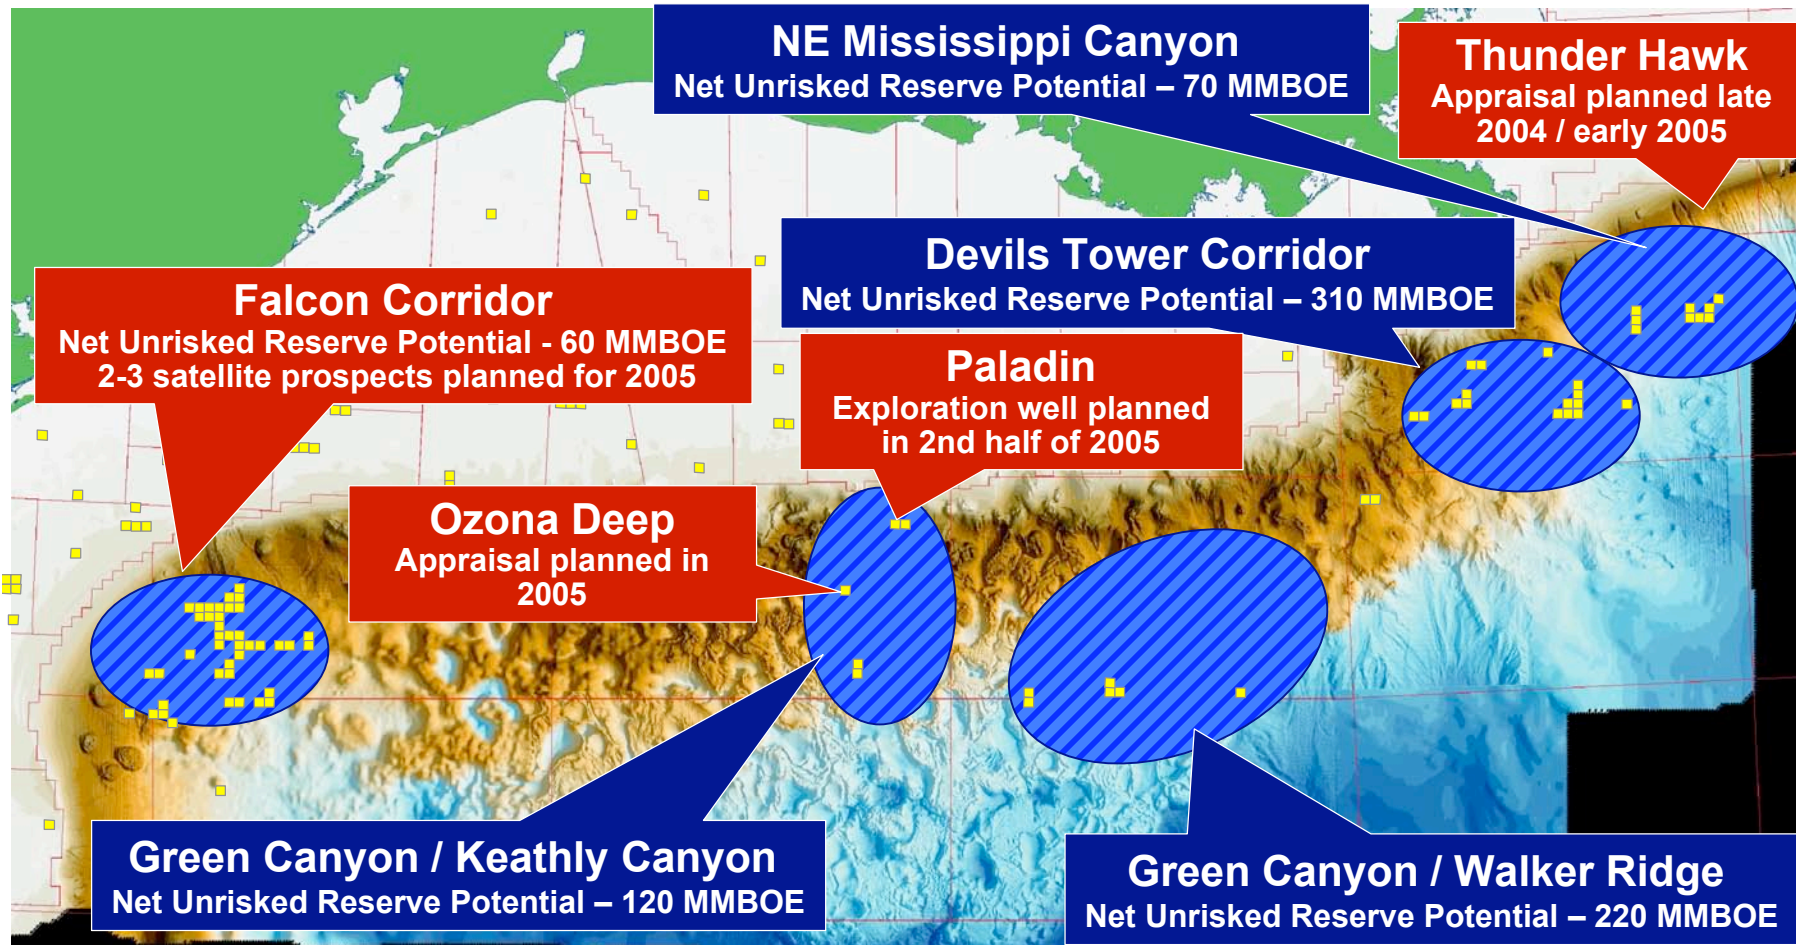 NE Mississippi Canyon
Net Unrisked Reserve Potential – 70 MMBOE
Thunder Hawk
Appraisal planned late
2004 / early 2005
Devils Tower Corridor
Net Unrisked Reserve Potential – 310 MMBOE
Falcon Corridor
Net Unrisked Reserve Potential - 60 MMBOE
2-3 satellite prospects planned for 2005
Paladin
Exploration well planned
in 2nd half of 2005
Ozona Deep
Appraisal planned in
2005
Green Canyon / Keathly Canyon
Net Unrisked Reserve Potential – 120 MMBOE
Green Canyon / Walker Ridge
Net Unrisked Reserve Potential – 220 MMBOE